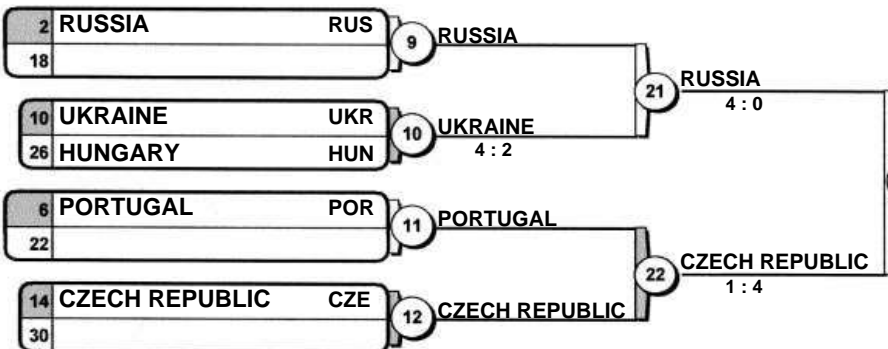 2 RUSSIA RUS
18
9 RUSSIA
10 UKRAINE UKR
26 HUNGARY HUN
10 UKRAINE
4 : 2
21 RUSSIA
4 : 0
6 PORTUGAL POR
22
11 PORTUGAL
14 CZECH REPUBLIC CZE
30
12 CZECH REPUBLIC
22 CZECH REPUBLIC
1 : 4